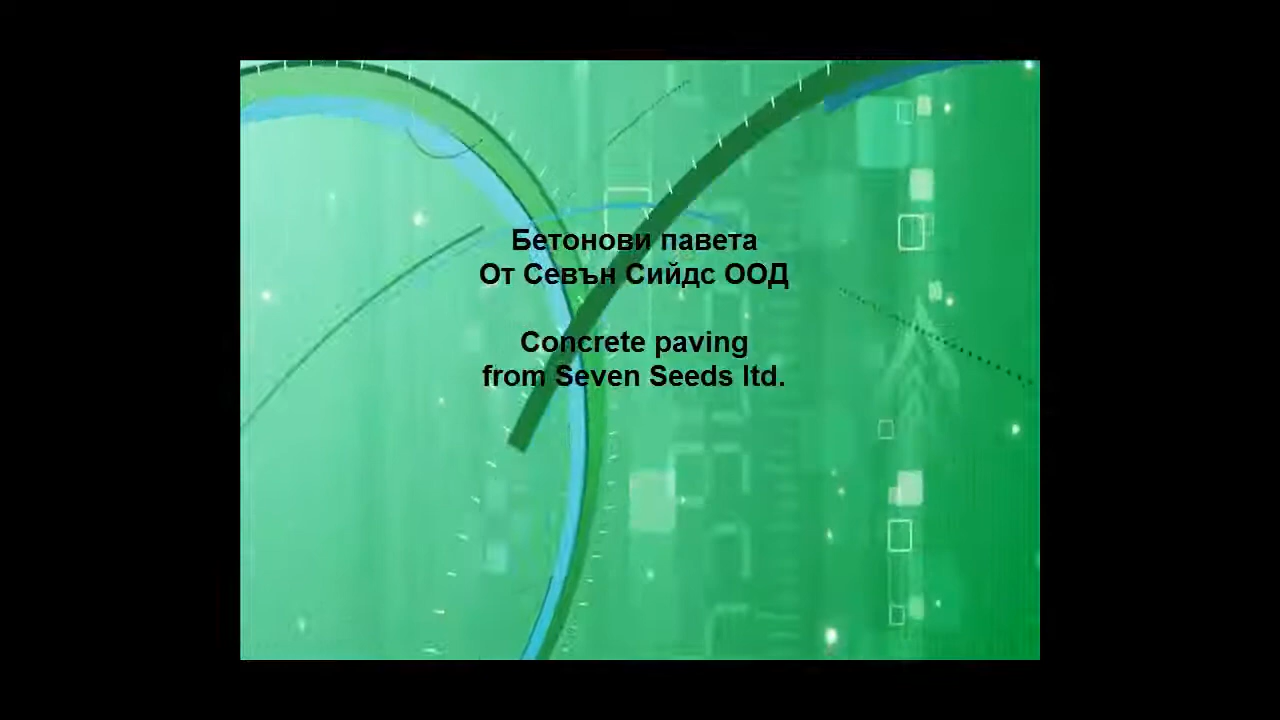 Бетонови павета
От Севън Сийдс ООД
Concrete paving
from Seven Seeds ltd.